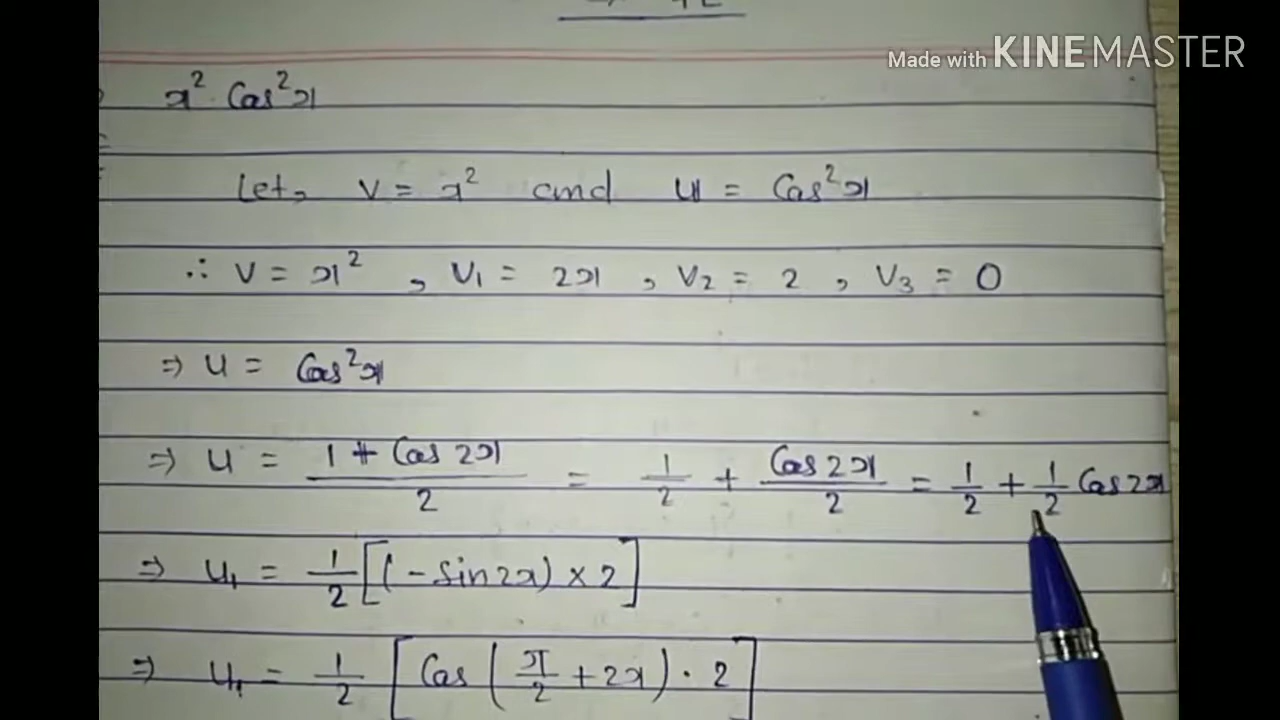 Made with KINEMASTER
x² · Cos²x
Let, v = x² and u = Cos²x
∴ v = x² , v₁ = 2x , v₂ = 2 , v₃ = 0
⇒ u = Cos²x
⇒ u = (1 + Cos 2x)/2 = 1/2 + (Cos 2x)/2 = 1/2 + 1/2 Cos 2x
⇒ u₁ = 1/2 [(- sin 2x) × 2]
⇒ u₁ = 1/2 [Cos (π/2 + 2x) · 2]